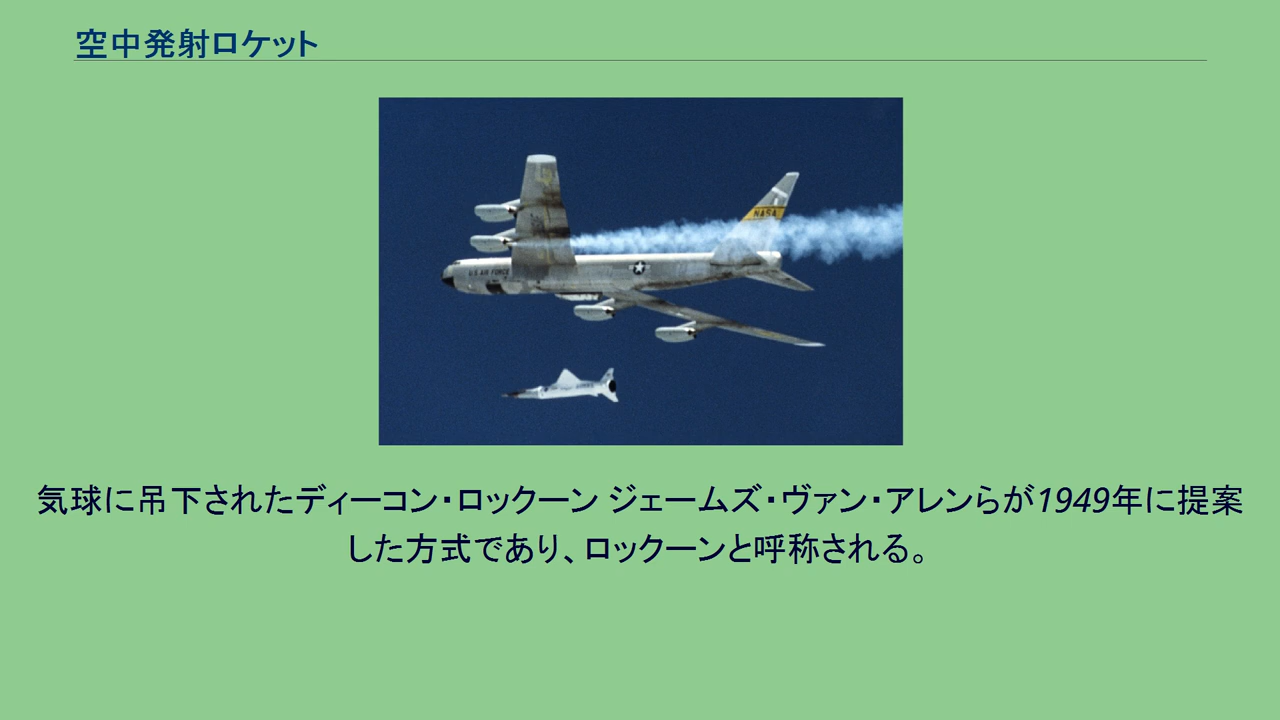 空中発射ロケット
NASA
U.S. AIR FORCE
気球に吊下されたディーコン・ロックーン ジェームズ・ヴァン・アレンらが1949年に提案
した方式であり、ロックーンと呼称される。